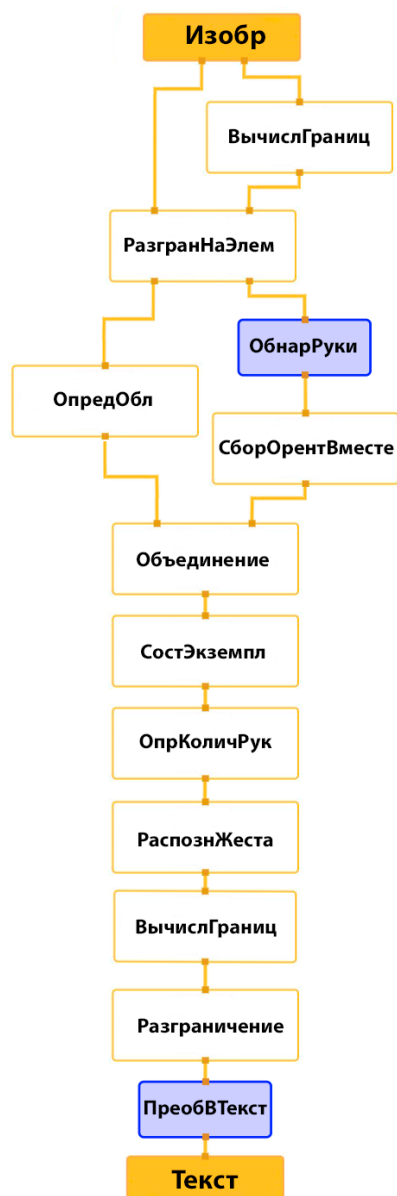 Изобр
ВычислГраниц
РазгранНаЭлем
ОбнарРуки
ОпредОбл
СборОрентВместе
Объединение
СостЭкземпл
ОпрКоличРук
РаспознЖеста
ВычислГраниц
Разграничение
ПреобВТекст
Текст